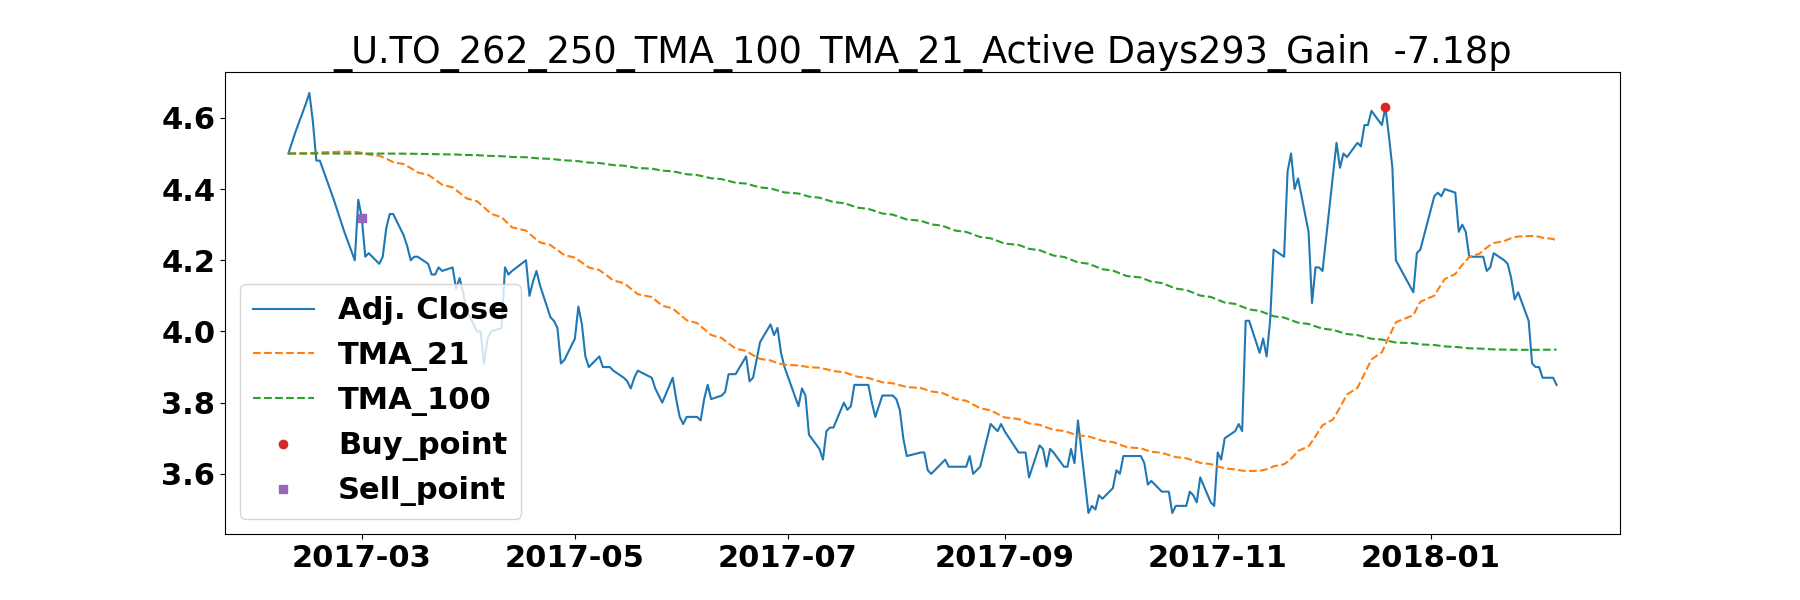 _U.TO_262_250_TMA_100_TMA_21_Active Days293_Gain  -7.18p
4.6
4.4
4.2
4.0
3.8
3.6
Adj. Close
TMA_21
TMA_100
Buy_point
Sell_point
2017-03 2017-05 2017-07 2017-09 2017-11 2018-01